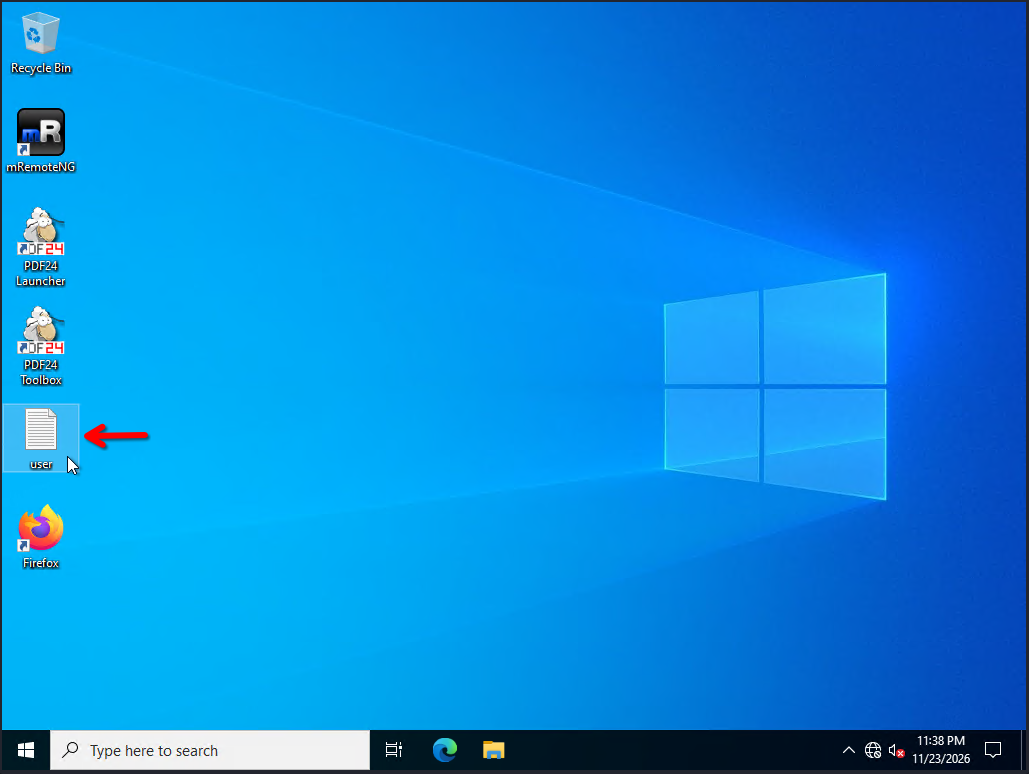 Recycle Bin
mR
mRemoteNG
PDF24
Launcher
PDF24
Toolbox
user
Firefox
Type here to search
11:38 PM
11/23/2026